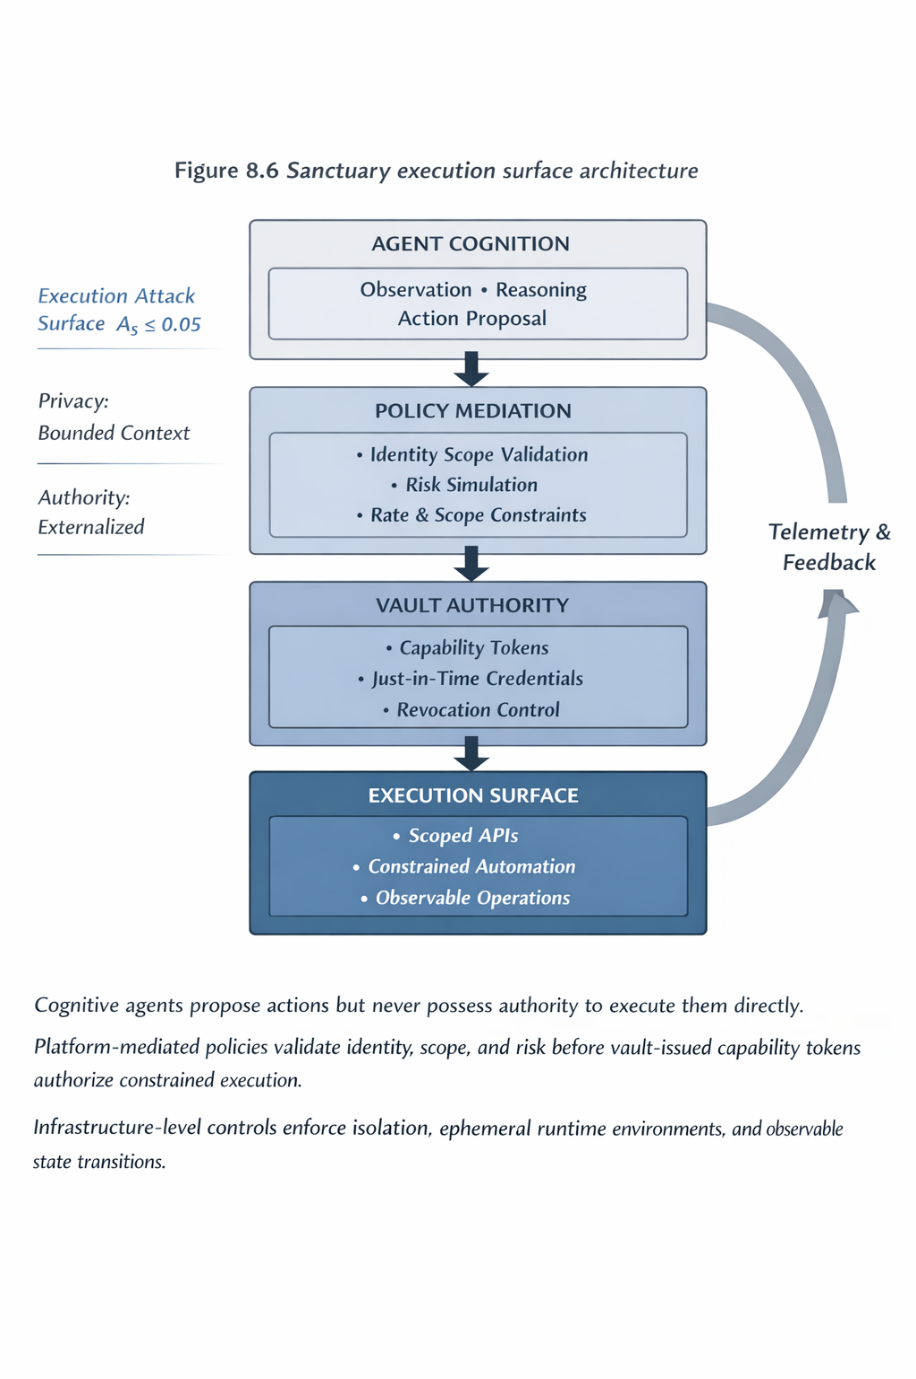 Figure 8.6 Sanctuary execution surface architecture
AGENT COGNITION
Observation • Reasoning
Action Proposal
Execution Attack
Surface Aₛ ≤ 0.05
Privacy:
Bounded Context
Authority:
Externalized
POLICY MEDIATION
• Identity Scope Validation
• Risk Simulation
• Rate & Scope Constraints
Telemetry &
Feedback
VAULT AUTHORITY
• Capability Tokens
• Just-in-Time Credentials
• Revocation Control
EXECUTION SURFACE
• Scoped APIs
• Constrained Automation
• Observable Operations
Cognitive agents propose actions but never possess authority to execute them directly.
Platform-mediated policies validate identity, scope, and risk before vault-issued capability tokens
authorize constrained execution.
Infrastructure-level controls enforce isolation, ephemeral runtime environments, and observable
state transitions.